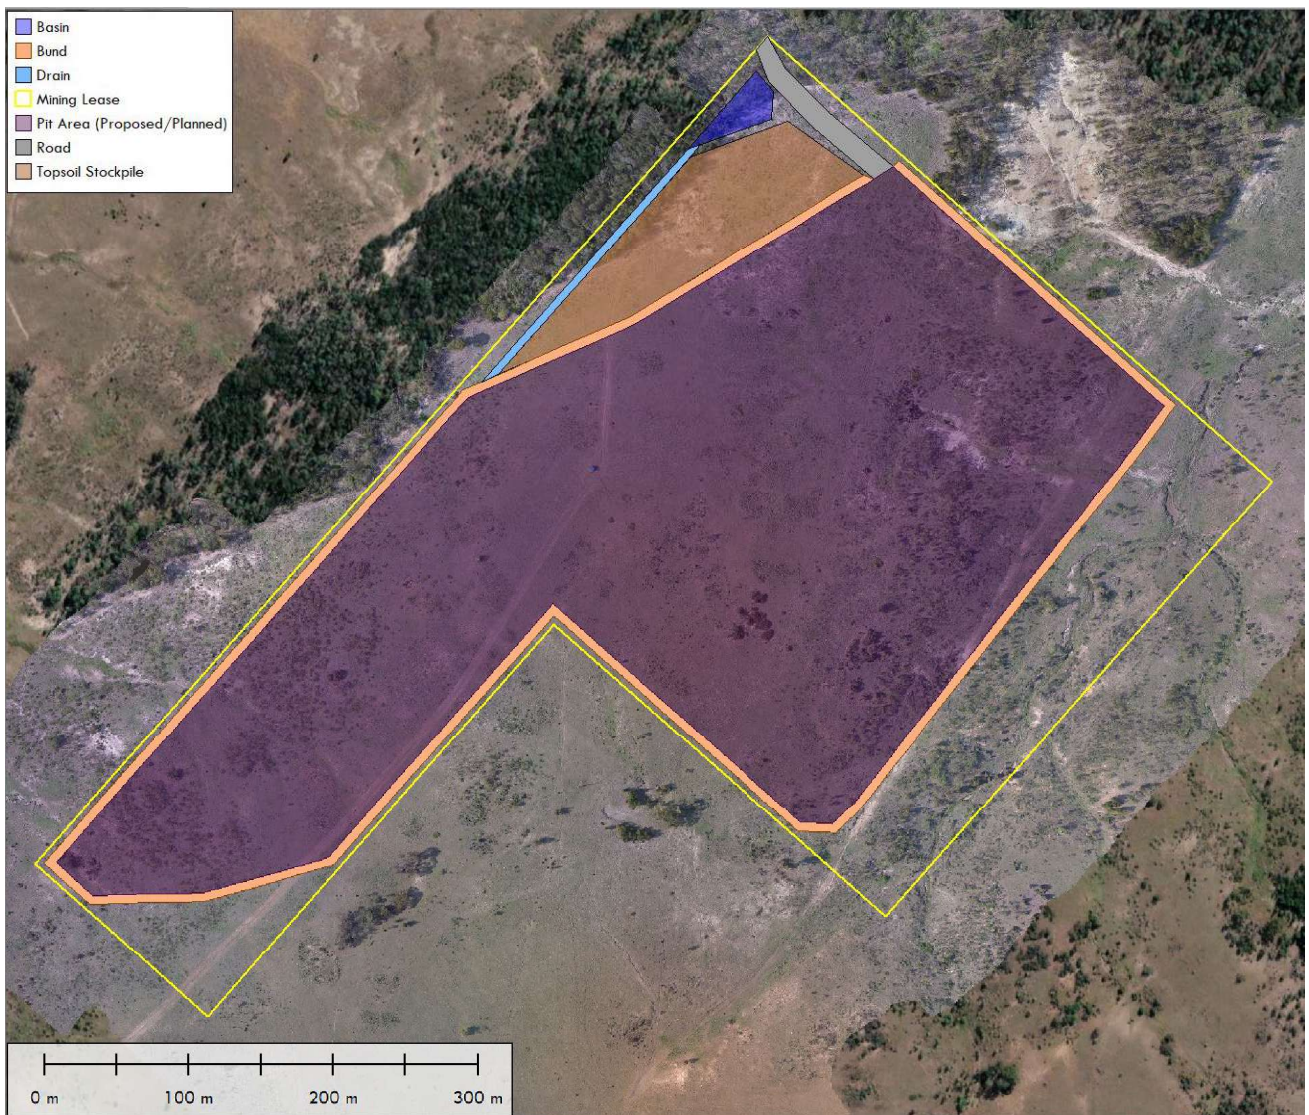 Basin
Bund
Drain
Mining Lease
Pit Area (Proposed/Planned)
Road
Topsoil Stockpile
0 m 100 m 200 m 300 m